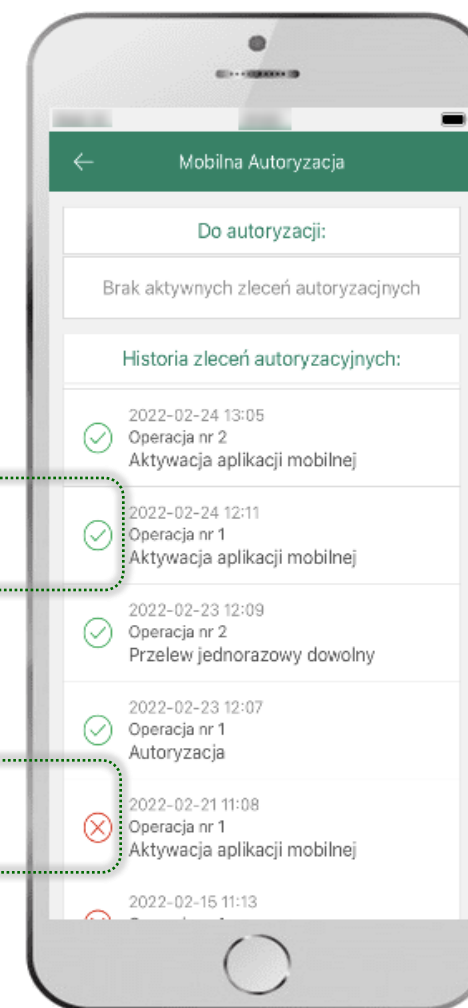 Mobilna Autoryzacja
Do autoryzacji:
Brak aktywnych zleceń autoryzacjnych
Historia zleceń autoryzacyjnych:
2022-02-24 13:05
Operacja nr 2
Aktywacja aplikacji mobilnej
2022-02-24 12:11
Operacja nr 1
Aktywacja aplikacji mobilnej
2022-02-23 12:09
Operacja nr 2
Przelew jednorazowy dowolny
2022-02-23 12:07
Operacja nr 1
Autoryzacja
2022-02-21 11:08
Operacja nr 1
Aktywacja aplikacji mobilnej
2022-02-15 11:13